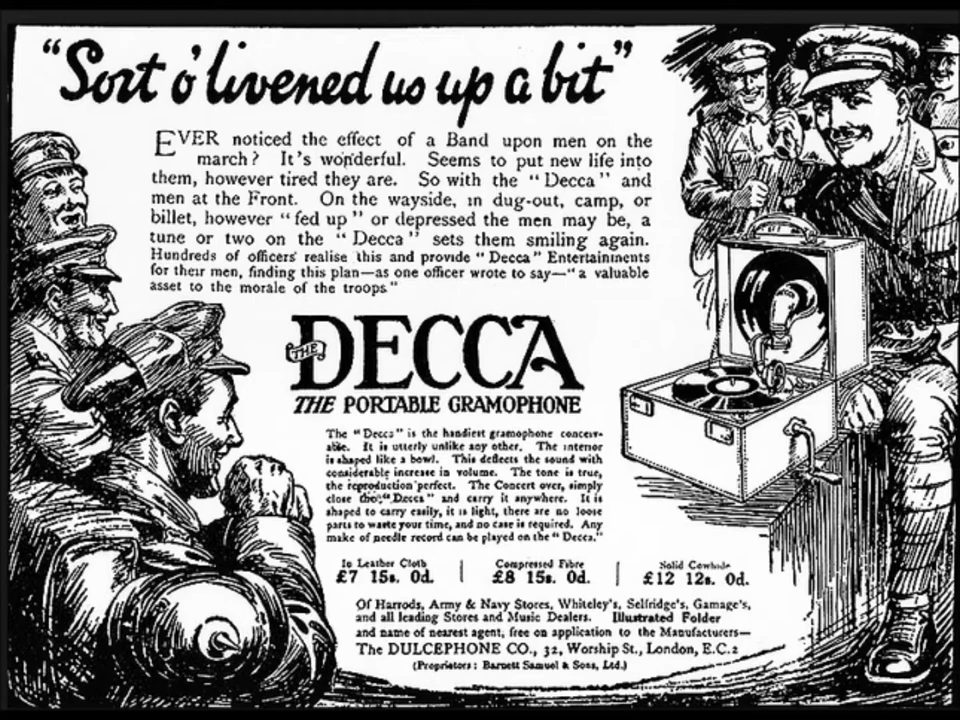 "Sort o' livened us up a bit"
EVER noticed the effect of a Band upon men on the
march? It's wonderful. Seems to put new life into
them, however tired they are. So with the "Decca" and
men at the Front. On the wayside, in dug-out, camp, or
billet, however "fed up" or depressed the men may be, a
tune or two on the "Decca" sets them smiling again.
Hundreds of officers realise this and provide "Decca" Entertainments
for their men, finding this plan—as one officer wrote to say—"a valuable
asset to the morale of the troops"
THE DECCA
THE PORTABLE GRAMOPHONE
The "Decca" is the handiest gramophone conceiv-
able. It is utterly unlike any other. The interior
is shaped like a bowl. This deflects the sound with
considerable increase in volume. The tone is true,
the reproduction perfect. The Concert over, simply
close the "Decca" and carry it anywhere. It is
shaped to carry easily, it is light, there are no loose
parts to waste your time, and no case is required. Any
make of needle record can be played on the "Decca."
In Leather Cloth | Compressed Fibre | Solid Cowhide
£7 15s. 0d. £8 15s. 0d. £12 12s. 0d.
Of Harrods, Army & Navy Stores, Whiteley's, Selfridge's, Gamage's,
and all leading Stores and Music Dealers. Illustrated Folder
and name of nearest agent, free on application to the Manufacturers—
The DULCEPHONE CO., 32, Worship St., London, E.C.2
(Proprietors: Barnett Samuel & Sons, Ltd.)